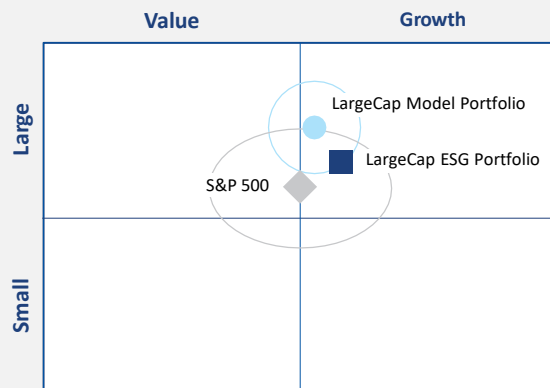 Value
Growth
Large
LargeCap Model Portfolio
LargeCap ESG Portfolio
S&P 500
Small